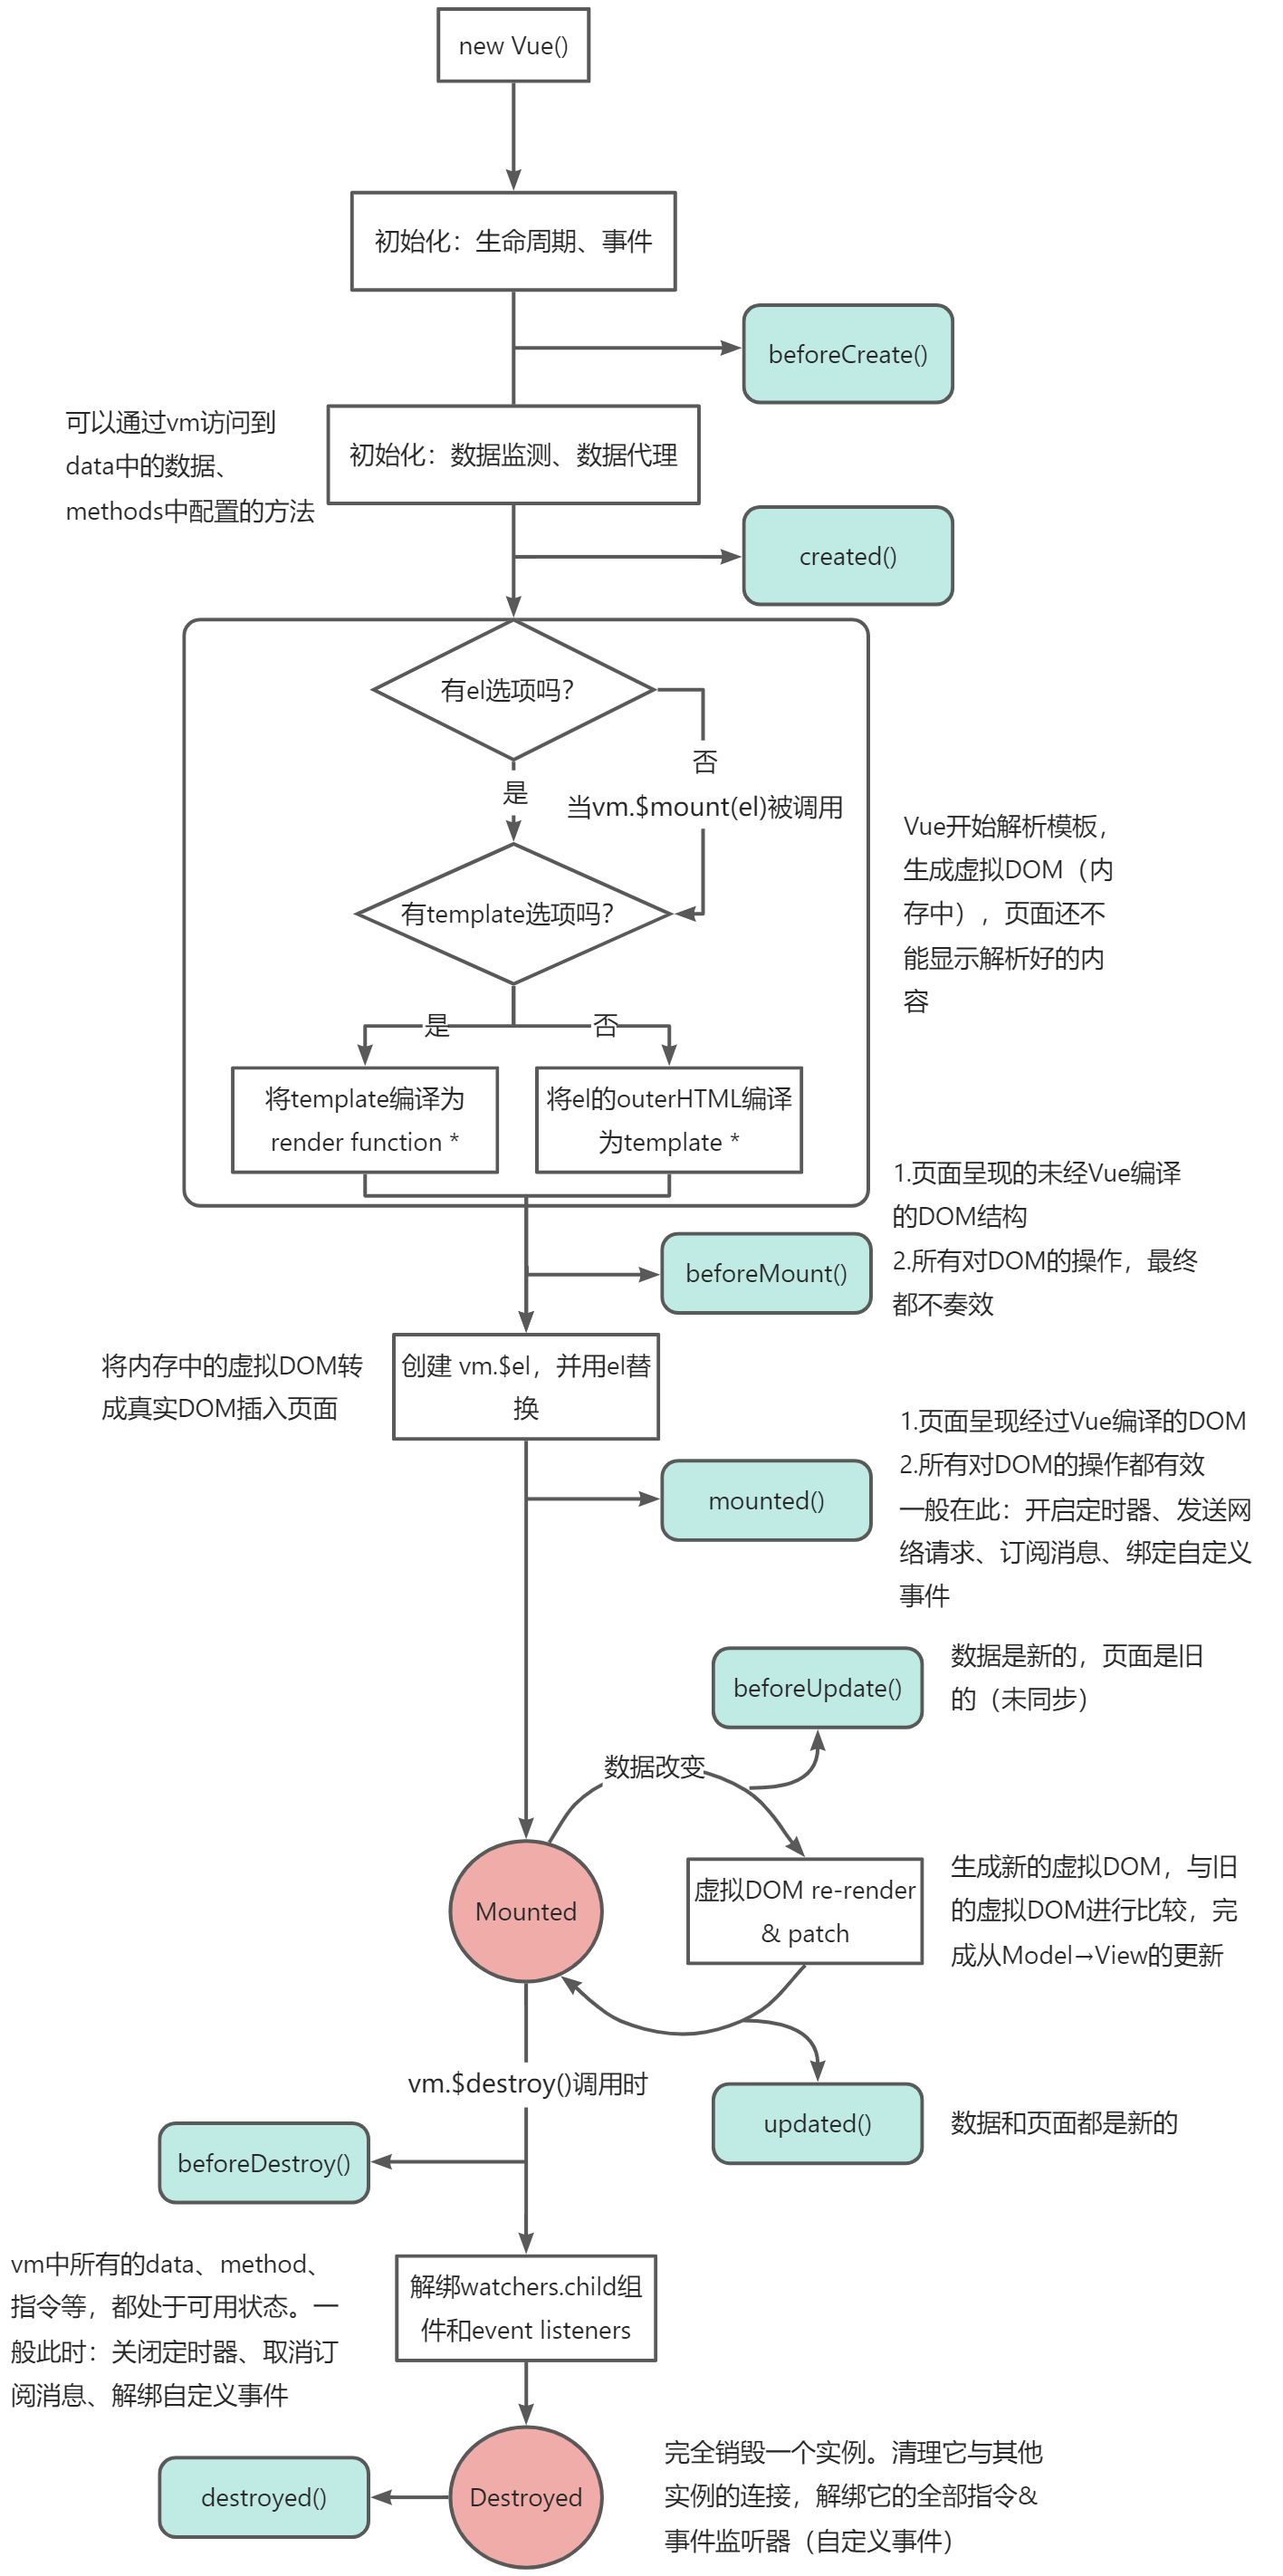 new Vue()
初始化：生命周期、事件
beforeCreate()
可以通过vm访问到
data中的数据、
methods中配置的方法
初始化：数据监测、数据代理
created()
有el选项吗？
是
否
当vm.$mount(el)被调用
有template选项吗？
Vue开始解析模板，
生成虚拟DOM（内
存中），页面还不
能显示解析好的内
容
是
否
将template编译为
render function *
将el的outerHTML编译
为template *
1.页面呈现的未经Vue编译
的DOM结构
2.所有对DOM的操作，最终
都不奏效
beforeMount()
将内存中的虚拟DOM转
成真实DOM插入页面
创建 vm.$el，并用el替
换
mounted()
1.页面呈现经过Vue编译的DOM
2.所有对DOM的操作都有效
一般在此：开启定时器、发送网
络请求、订阅消息、绑定自定义
事件
beforeUpdate()
数据是新的，页面是旧
的（未同步）
数据改变
Mounted
虚拟DOM re-render
& patch
生成新的虚拟DOM，与旧
的虚拟DOM进行比较，完
成从Model→View的更新
vm.$destroy()调用时
updated()
数据和页面都是新的
beforeDestroy()
vm中所有的data、method、
指令等，都处于可用状态。一
般此时：关闭定时器、取消订
阅消息、解绑自定义事件
解绑watchers.child组
件和event listeners
destroyed()
Destroyed
完全销毁一个实例。清理它与其他
实例的连接，解绑它的全部指令&
事件监听器（自定义事件）